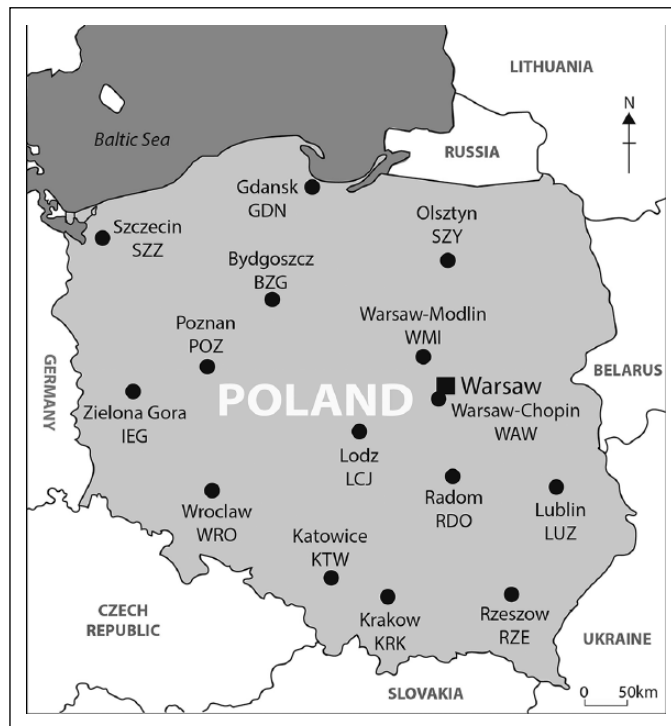 LITHUANIA
N
Baltic Sea
RUSSIA
Gdansk
GDN
Olsztyn
SZY
Szczecin
SZZ
Bydgoszcz
BZG
Warsaw-Modlin
WMI
Poznan
POZ
GERMANY
BELARUS
Warsaw
POLAND
Zielona Gora
IEG
Warsaw-Chopin
WAW
Lodz
LCJ
Radom
RDO
Lublin
LUZ
Wroclaw
WRO
Katowice
KTW
CZECH
REPUBLIC
Krakow
KRK
Rzeszow
RZE
UKRAINE
SLOVAKIA
0 50km